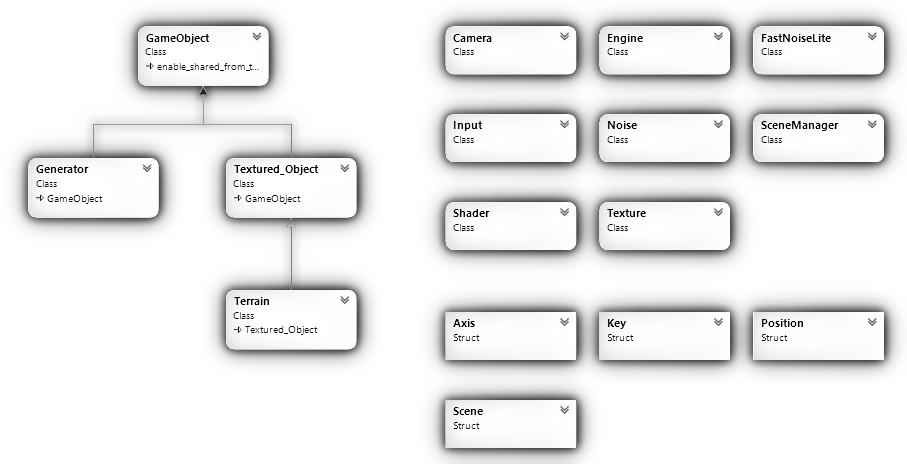 GameObject
Class
enable_shared_from_t...
Generator
Class
GameObject
Textured_Object
Class
GameObject
Terrain
Class
Textured_Object
Camera
Class
Engine
Class
FastNoiseLite
Class
Input
Class
Noise
Class
SceneManager
Class
Shader
Class
Texture
Class
Axis
Struct
Key
Struct
Position
Struct
Scene
Struct